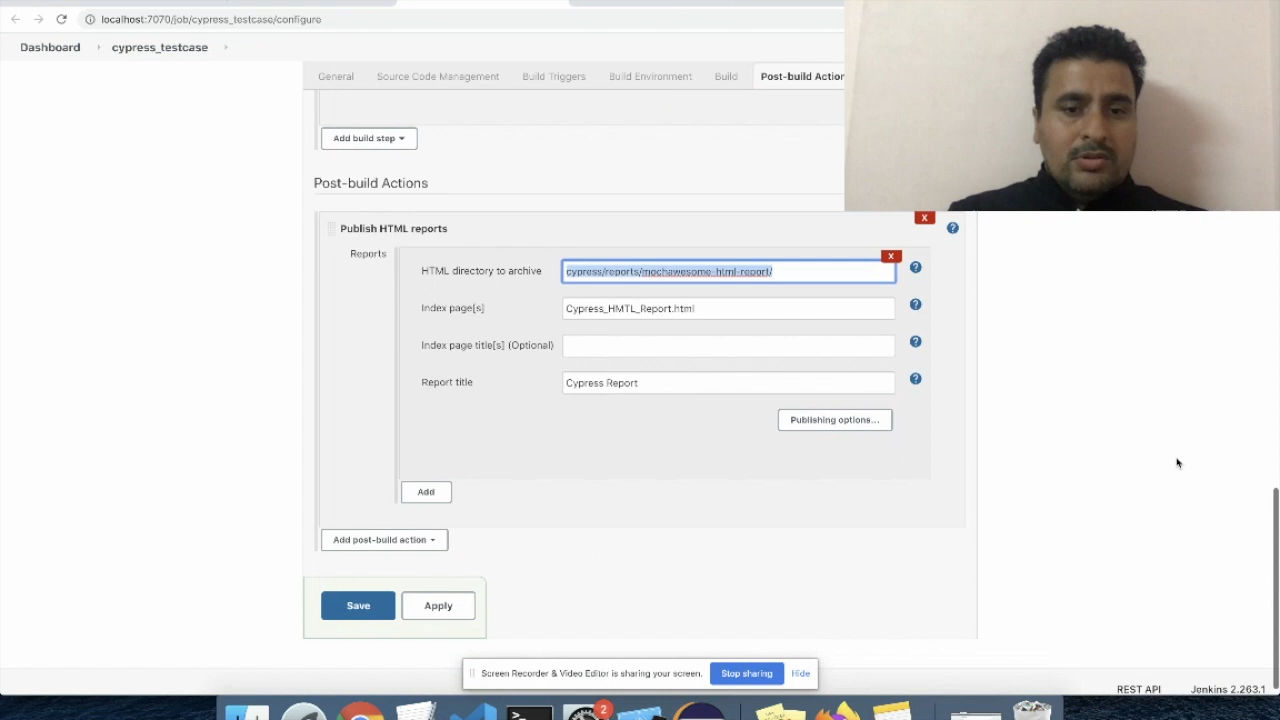 localhost:7070/job/cypress_testcase/configure
Dashboard cypress_testcase
General Source Code Management Build Triggers Build Environment Build Post-build Action
Add build step
Post-build Actions
X
Publish HTML reports
?
Reports
X
HTML directory to archive cypress/reports/mochawesome-html-report/ ?
Index page[s] Cypress_HMTL_Report.html ?
Index page title[s] (Optional) ?
Report title Cypress Report ?
Publishing options...
Add
Add post-build action
Save Apply
Screen Recorder & Video Editor is sharing your screen. Stop sharing Hide
REST API Jenkins 2.263.1
2